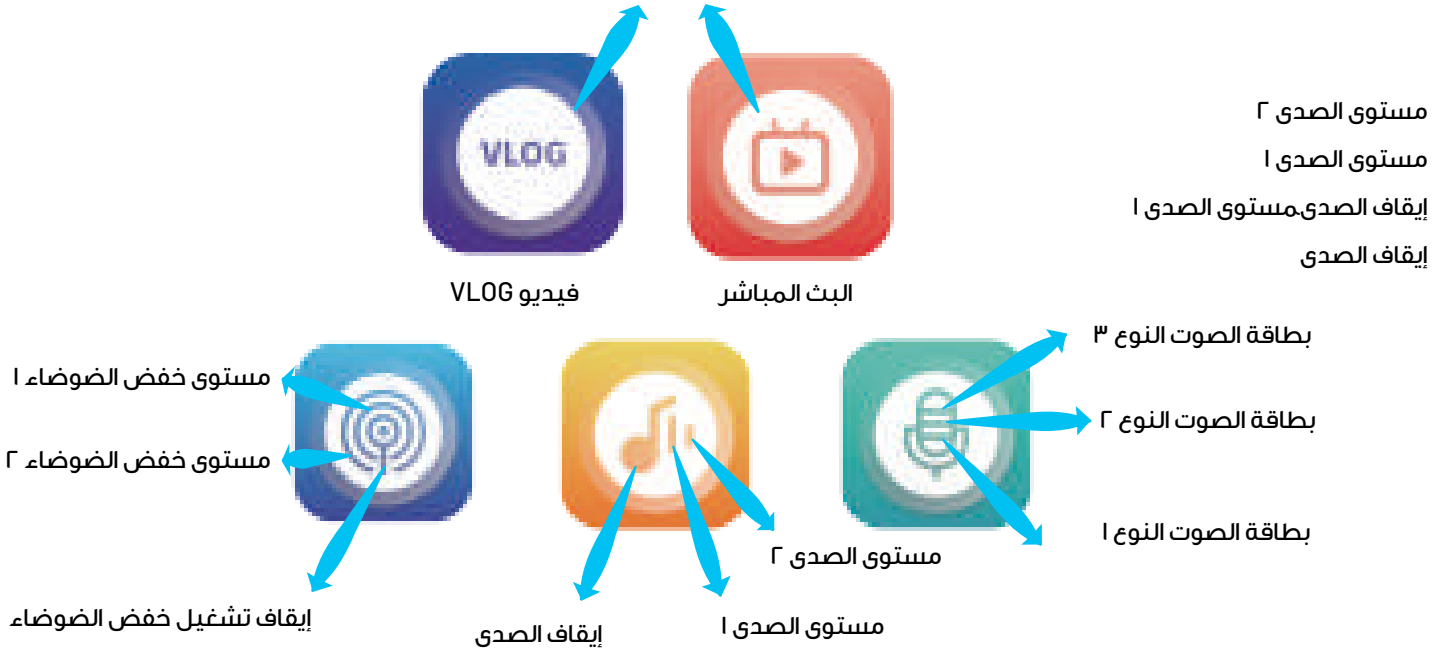 VLOG
مستوى الصدى ٢
مستوى الصدى ١
إيقاف الصدى.مستوى الصدى ١
إيقاف الصدى
البث المباشر
فيديو VLOG
بطاقة الصوت النوع ٣
بطاقة الصوت النوع ٢
بطاقة الصوت النوع ١
مستوى خفض الضوضاء ١
مستوى خفض الضوضاء ٢
مستوى الصدى ٢
مستوى الصدى ١
إيقاف الصدى
إيقاف تشغيل خفض الضوضاء